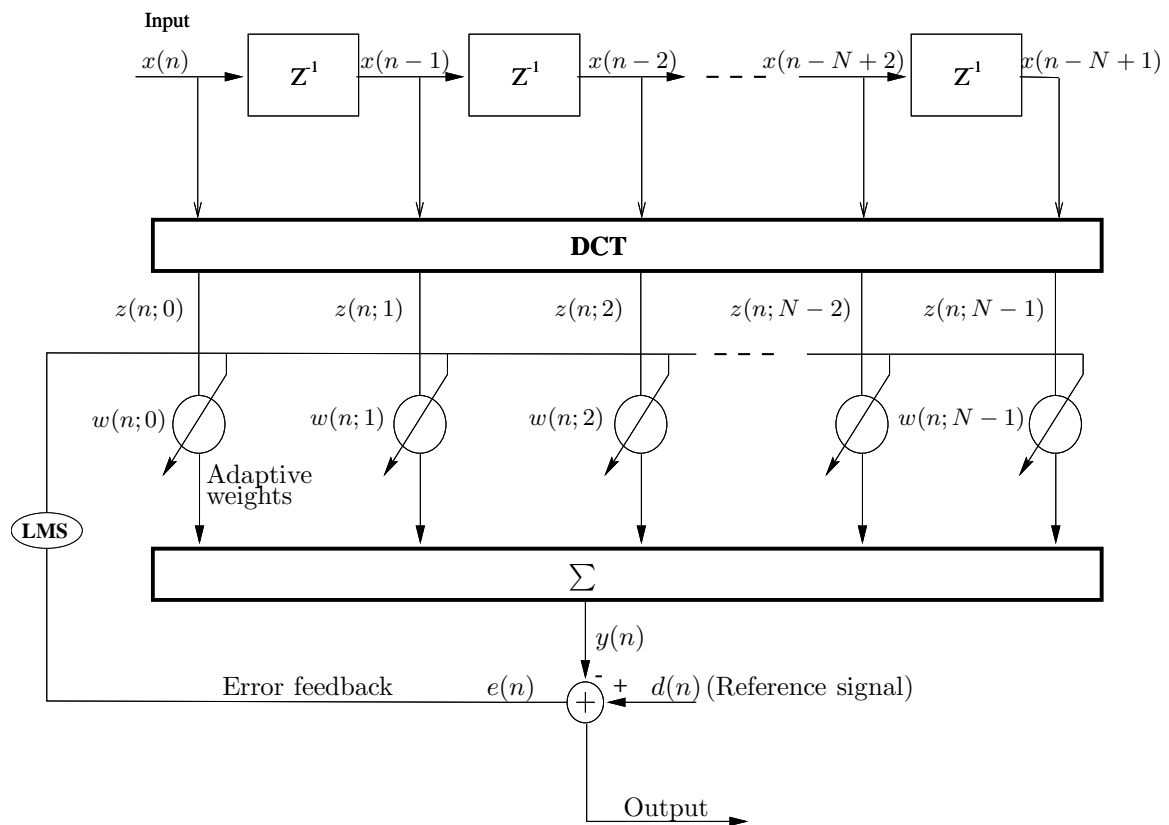 Input
x(n)
Z⁻¹
x(n − 1)
Z⁻¹
x(n − 2)
x(n − N + 2)
Z⁻¹
x(n − N + 1)
DCT
z(n; 0)
z(n; 1)
z(n; 2)
z(n; N − 2)
z(n; N − 1)
w(n; 0)
w(n; 1)
w(n; 2)
w(n; N − 1)
Adaptive
weights
LMS
∑
y(n)
- +
Error feedback
e(n)
+
d(n) (Reference signal)
Output